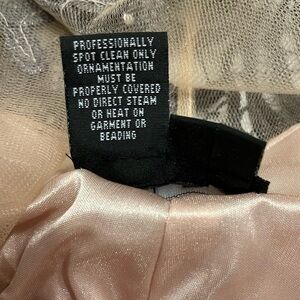 PROFESSIONALLY
SPOT CLEAN ONLY
ORNAMENTATION
MUST BE
PROPERLY COVERED
NO DIRECT STEAM
OR HEAT ON
GARMENT OR
BEADING